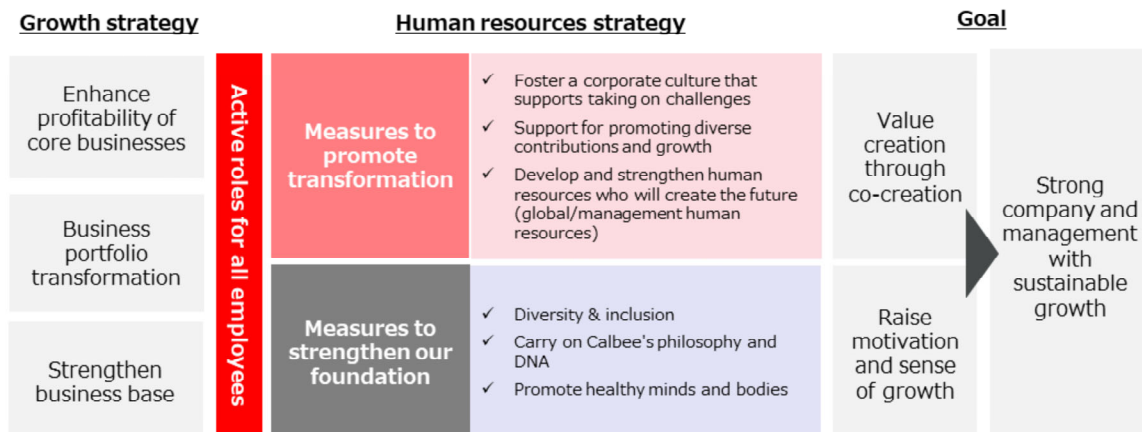 Growth strategy
Human resources strategy
Goal
Enhance
profitability of
core businesses
Business
portfolio
transformation
Strengthen
business base
Active roles for all employees
Measures to
promote
transformation
✓ Foster a corporate culture that
supports taking on challenges
✓ Support for promoting diverse
contributions and growth
✓ Develop and strengthen human
resources who will create the future
(global/management human
resources)
Measures to
strengthen our
foundation
✓ Diversity & inclusion
✓ Carry on Calbee's philosophy and
DNA
✓ Promote healthy minds and bodies
Value
creation
through
co-creation
Raise
motivation
and sense
of growth
Strong
company and
management
with
sustainable
growth